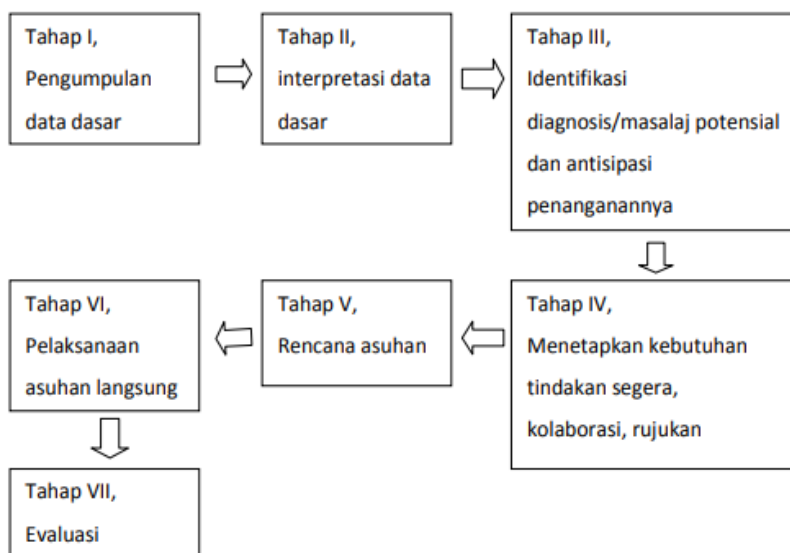 Tahap I,
Pengumpulan
data dasar
Tahap II,
interpretasi data
dasar
Tahap III,
Identifikasi
diagnosis/masalaj potensial
dan antisipasi
penanganannya
Tahap IV,
Menetapkan kebutuhan
tindakan segera,
kolaborasi, rujukan
Tahap V,
Rencana asuhan
Tahap VI,
Pelaksanaan
asuhan langsung
Tahap VII,
Evaluasi